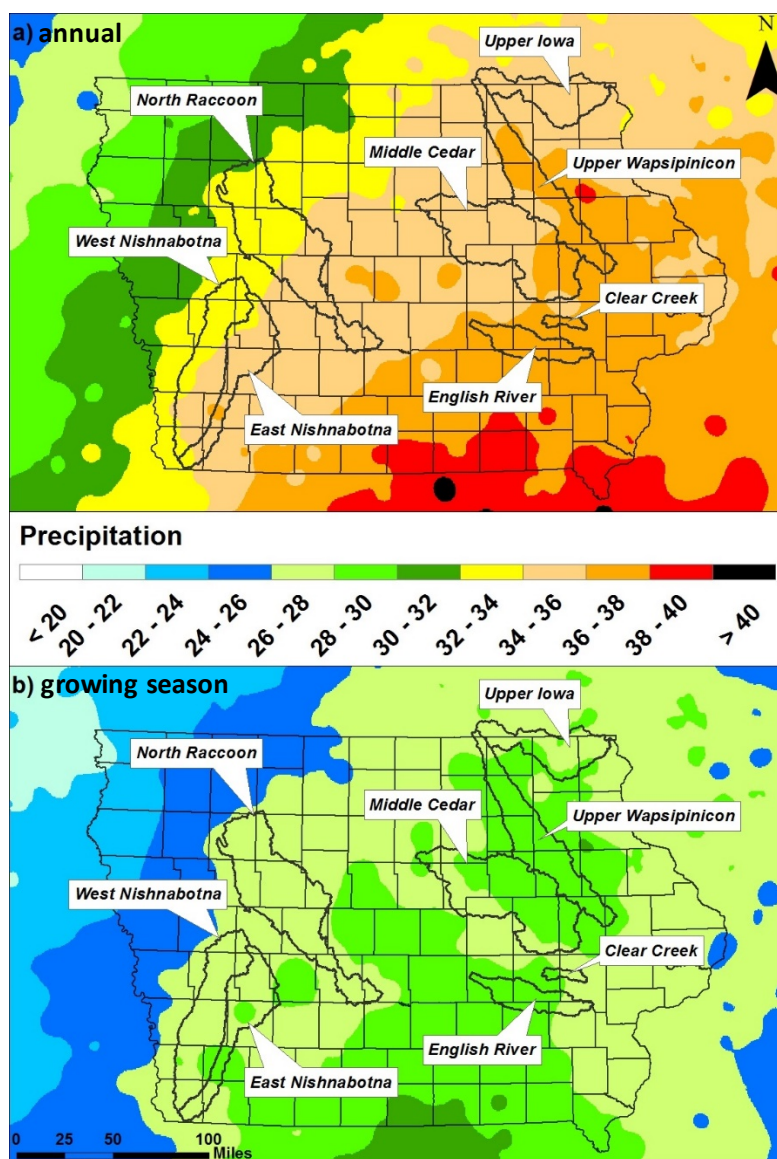 a) annual
N
Upper Iowa
North Raccoon
Middle Cedar
Upper Wapsipinicon
West Nishnabotna
Clear Creek
English River
East Nishnabotna
Precipitation
< 20
20 - 22
22 - 24
24 - 26
26 - 28
28 - 30
30 - 32
32 - 34
34 - 36
36 - 38
38 - 40
> 40
b) growing season
Upper Iowa
North Raccoon
Middle Cedar
Upper Wapsipinicon
West Nishnabotna
Clear Creek
English River
East Nishnabotna
0 25 50 100
Miles